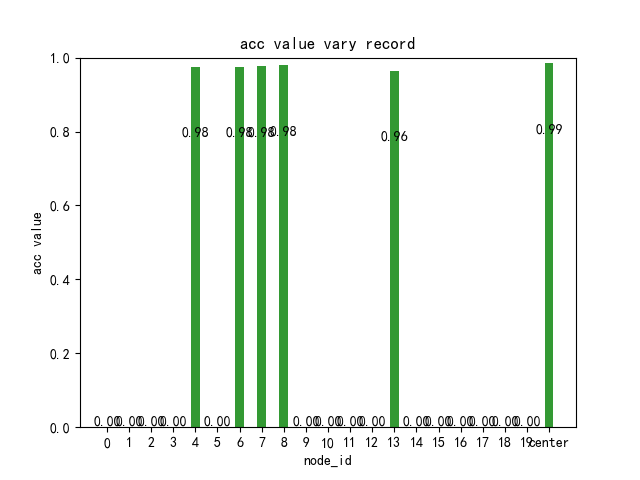 acc value vary record
1.0
0.8
0.6
0.4
0.2
0.0
acc value
0.98 0.98 0.98 0.98 0.96 0.99
0.00 0.00 0.00 0.00 0.00 0.00 0.00 0.00 0.00 0.00 0.00 0.00 0.00 0.00 0.00
0 1 2 3 4 5 6 7 8 9 10 11 12 13 14 15 16 17 18 19 center
node_id